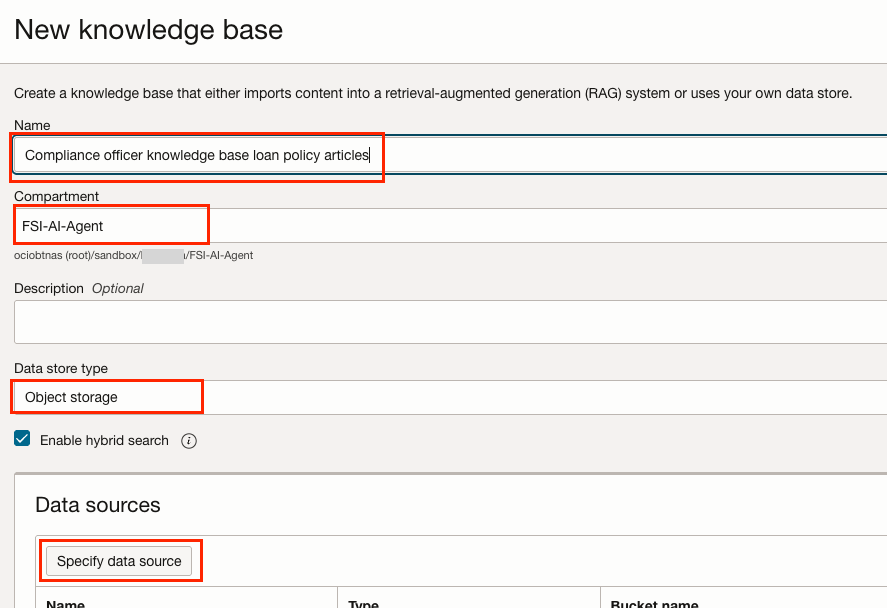 New knowledge base
Create a knowledge base that either imports content into a retrieval-augmented generation (RAG) system or uses your own data store.
Name
Compliance officer knowledge base loan policy articles
Compartment
FSI-AI-Agent
ociobtnas (root)/sandbox/ /FSI-AI-Agent
Description Optional
Data store type
Object storage
Enable hybrid search
Data sources
Specify data source
Name Type Bucket name